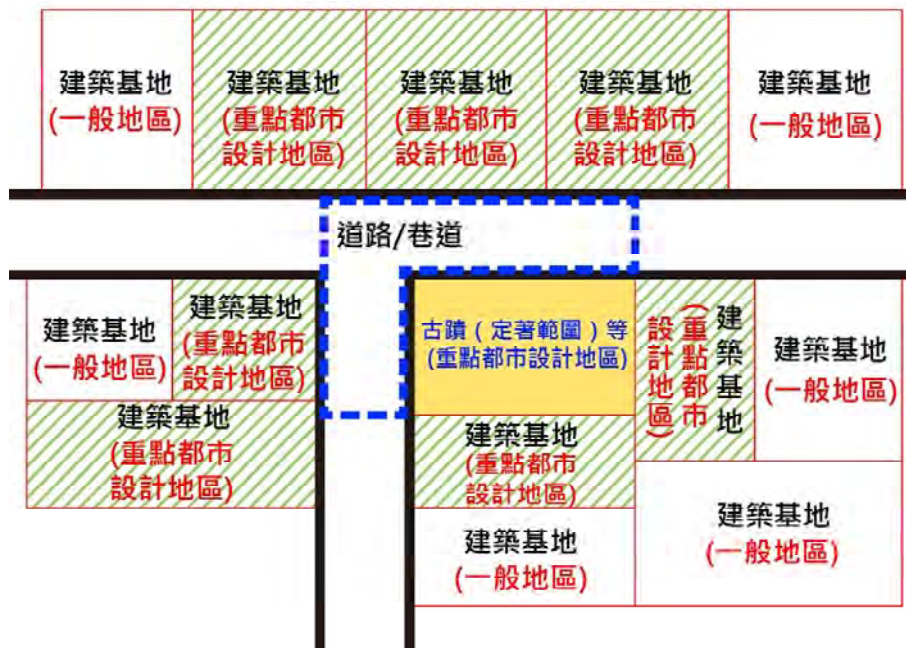 建築基地
(一般地區)
建築基地
(重點都市
設計地區)
建築基地
(重點都市
設計地區)
建築基地
(重點都市
設計地區)
建築基地
(一般地區)
道路/巷道
建築基地
(一般地區)
建築基地
(重點都市
設計地區)
古蹟（定著範圍）等
(重點都市設計地區)
建築基地
(重點都市
設計地區)
建築基地
(一般地區)
建築基地
(重點都市
設計地區)
建築基地
(重點都市
設計地區)
建築基地
(一般地區)
建築基地
(一般地區)